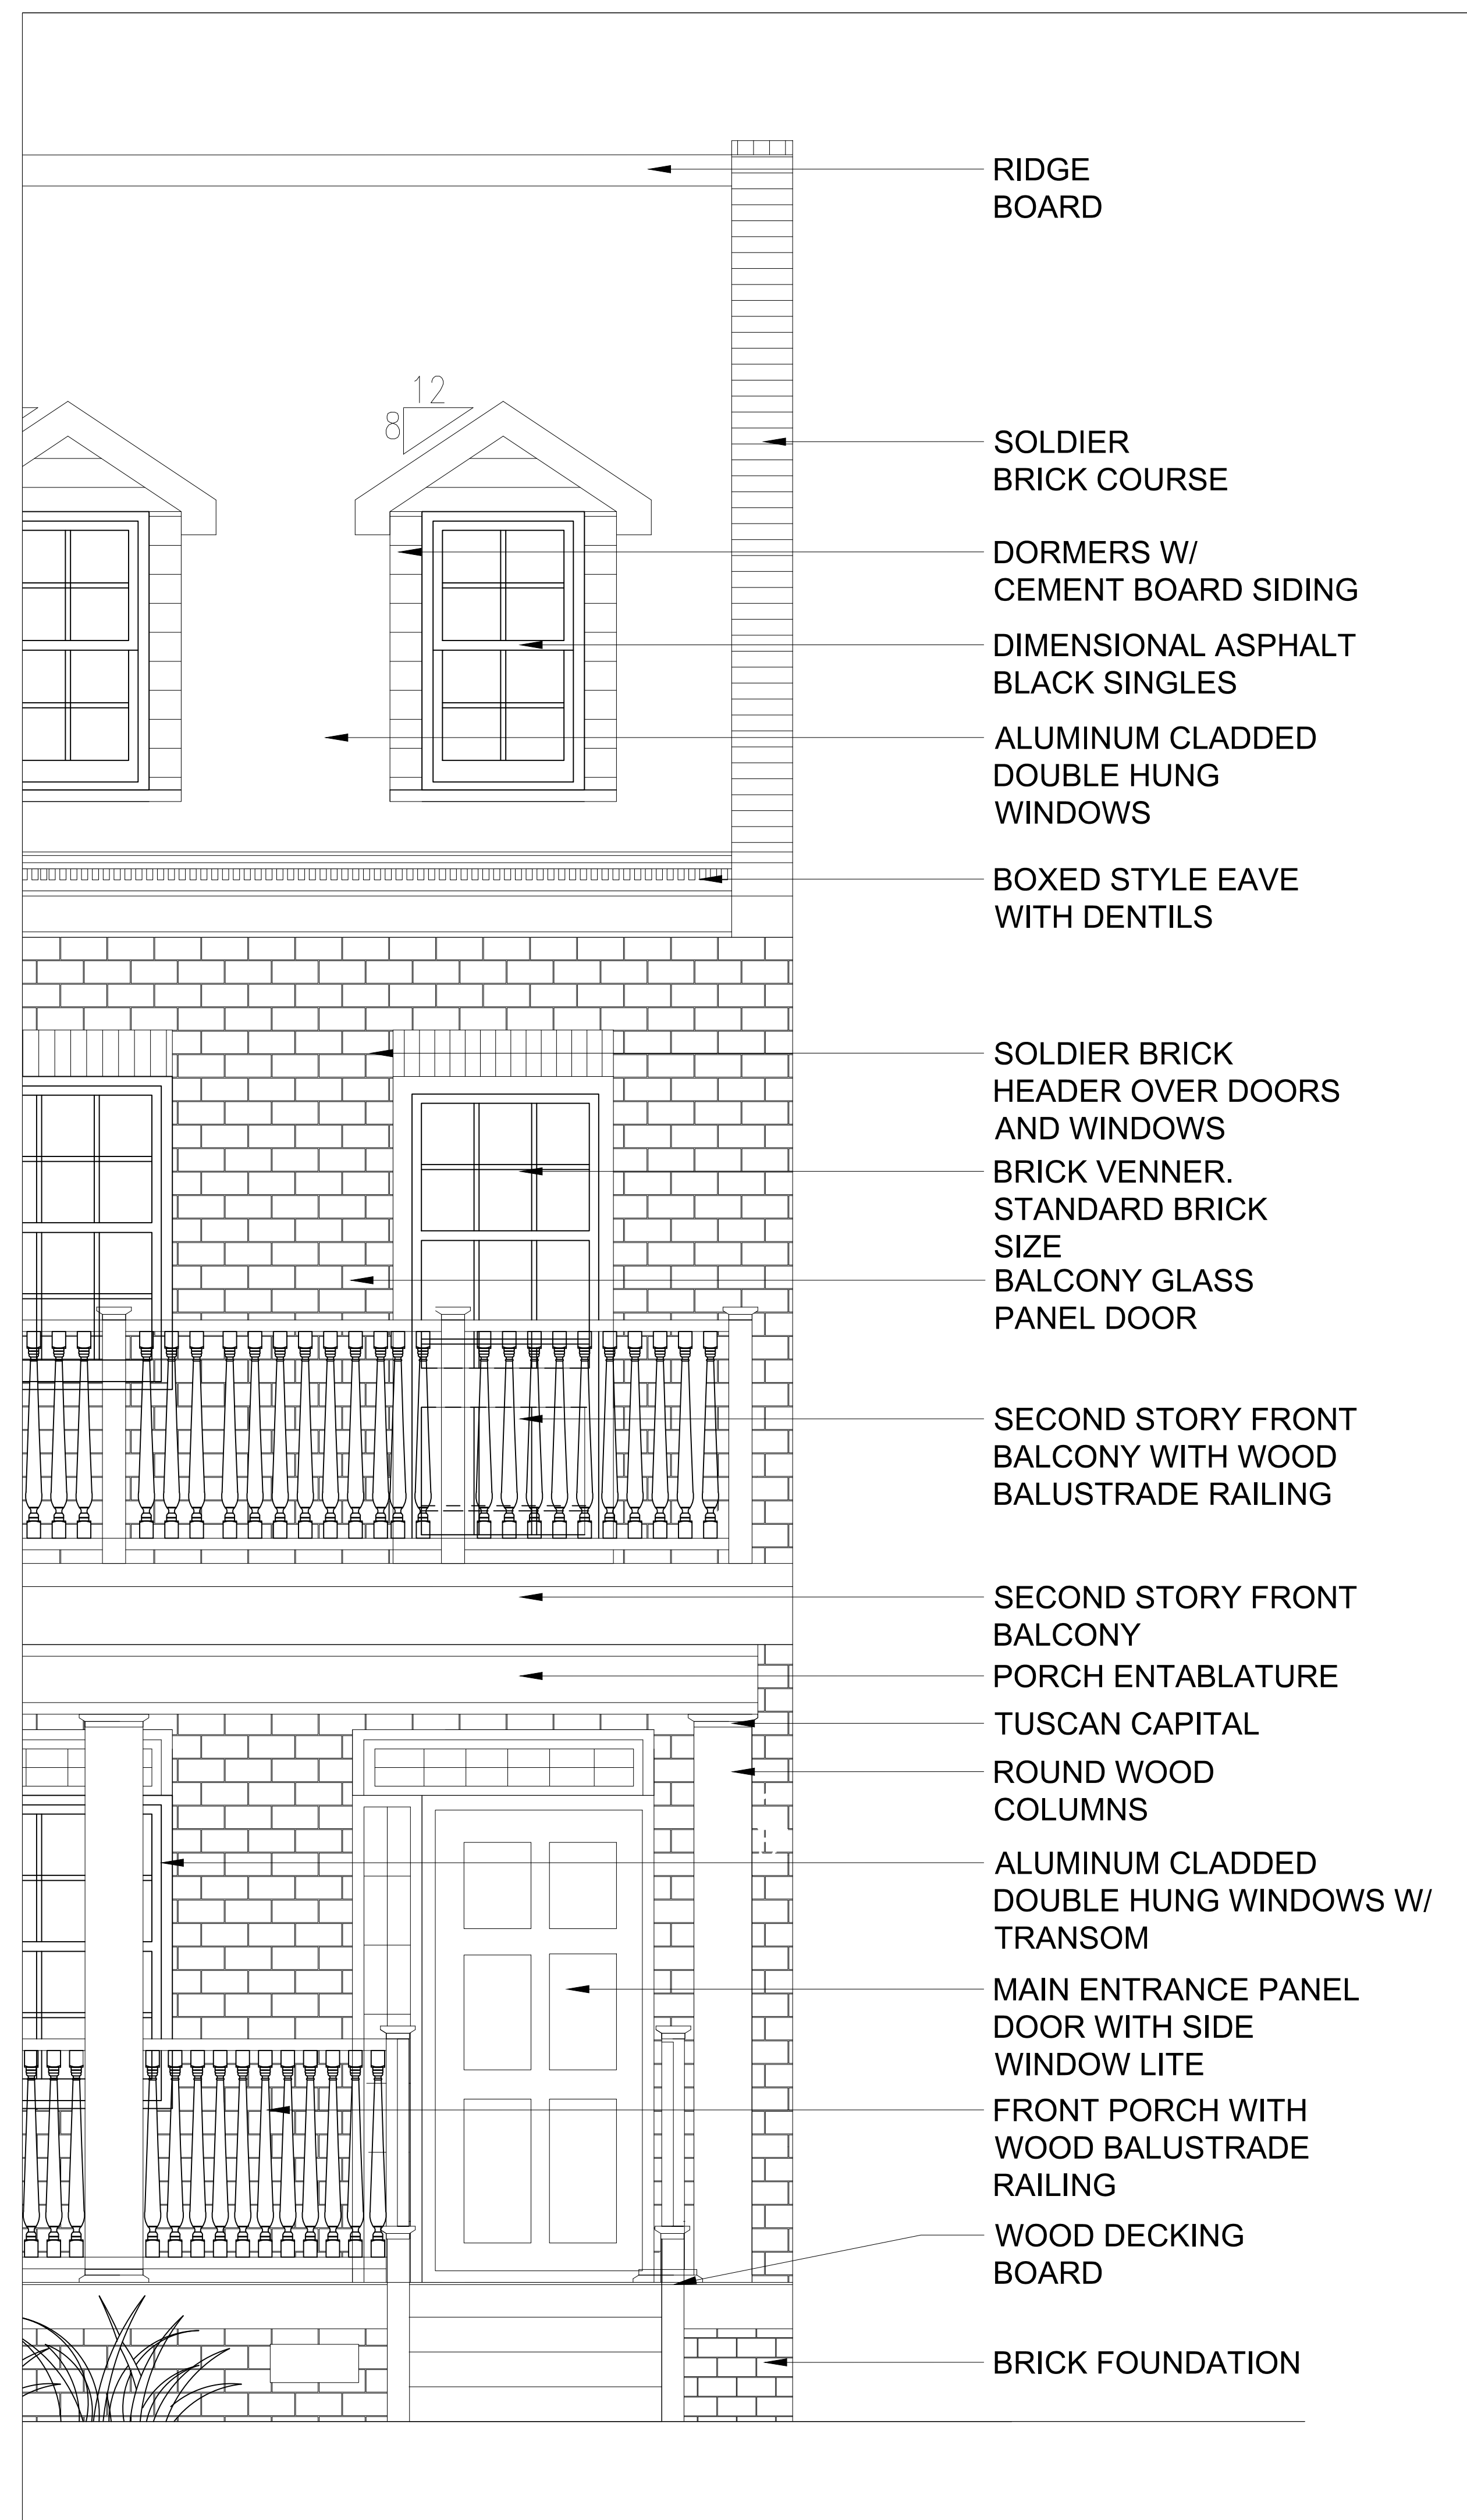 RIDGE
BOARD
12
8
SOLDIER
BRICK COURSE
DORMERS W/
CEMENT BOARD SIDING
DIMENSIONAL ASPHALT
BLACK SINGLES
ALUMINUM CLADDED
DOUBLE HUNG
WINDOWS
BOXED STYLE EAVE
WITH DENTILS
SOLDIER BRICK
HEADER OVER DOORS
AND WINDOWS
BRICK VENNER.
STANDARD BRICK
SIZE
BALCONY GLASS
PANEL DOOR
SECOND STORY FRONT
BALCONY WITH WOOD
BALUSTRADE RAILING
SECOND STORY FRONT
BALCONY
PORCH ENTABLATURE
TUSCAN CAPITAL
ROUND WOOD
COLUMNS
ALUMINUM CLADDED
DOUBLE HUNG WINDOWS W/
TRANSOM
MAIN ENTRANCE PANEL
DOOR WITH SIDE
WINDOW LITE
FRONT PORCH WITH
WOOD BALUSTRADE
RAILING
WOOD DECKING
BOARD
BRICK FOUNDATION